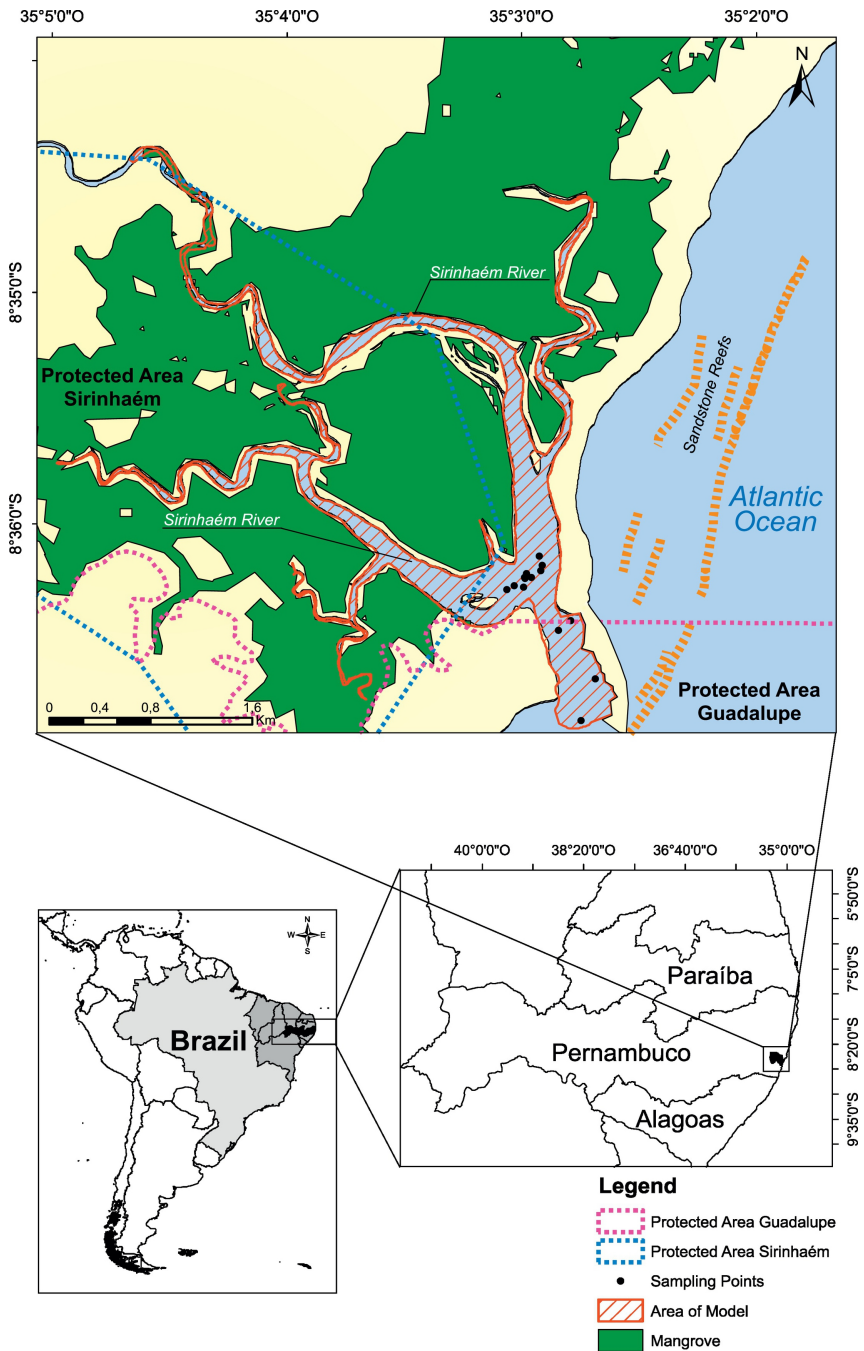 35°5'0"O 35°4'0"O 35°3'0"O 35°2'0"O
N
Sirinhaém River
8°35'0"S
Protected Area
Sirinhaém
Sandstone Reefs
Atlantic
Ocean
8°36'0"S
Sirinhaém River
Protected Area
Guadalupe
0 0,4 0,8 1,6
Km
40°0'0"O 38°20'0"O 36°40'0"O 35°0'0"O
5°50'0"S
7°5'0"S
8°20'0"S
9°35'0"S
N
W E
S
Brazil
Paraíba
Pernambuco
Alagoas
Legend
Protected Area Guadalupe
Protected Area Sirinhaém
Sampling Points
Area of Model
Mangrove